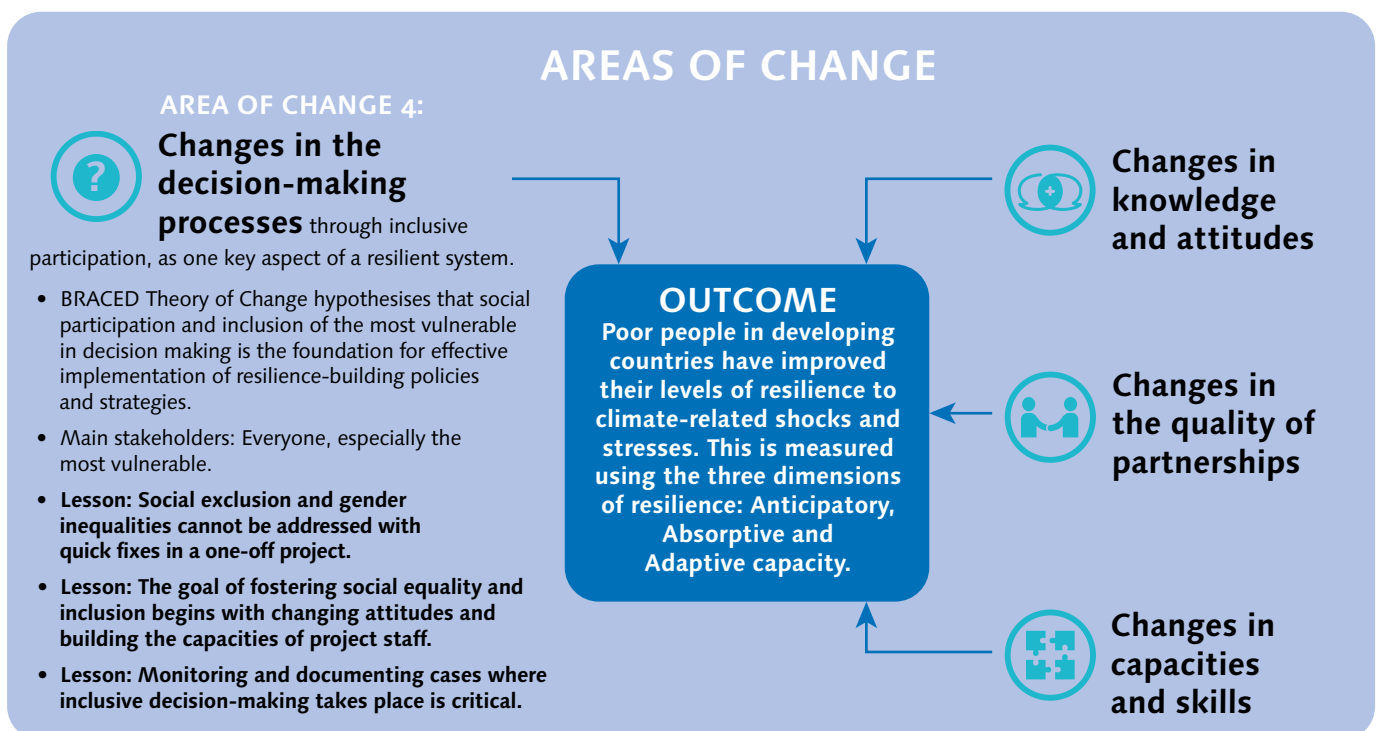 AREAS OF CHANGE
AREA OF CHANGE 4:
?
Changes in the
decision-making
processes through inclusive
participation, as one key aspect of a resilient system.
• BRACED Theory of Change hypothesises that social
participation and inclusion of the most vulnerable
in decision making is the foundation for effective
implementation of resilience-building policies
and strategies.
• Main stakeholders: Everyone, especially the
most vulnerable.
• Lesson: Social exclusion and gender
inequalities cannot be addressed with
quick fixes in a one-off project.
• Lesson: The goal of fostering social equality and
inclusion begins with changing attitudes and
building the capacities of project staff.
• Lesson: Monitoring and documenting cases where
inclusive decision-making takes place is critical.
OUTCOME
Poor people in developing
countries have improved
their levels of resilience to
climate-related shocks and
stresses. This is measured
using the three dimensions
of resilience: Anticipatory,
Absorptive and
Adaptive capacity.
Changes in
knowledge
and attitudes
Changes in
the quality of
partnerships
Changes in
capacities
and skills